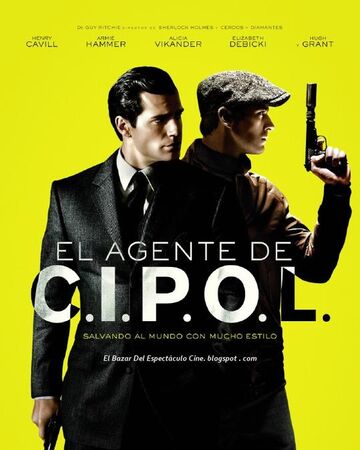 DE GUY RITCHIE DIRECTOR DE SHERLOCK HOLMES Y CERDOS Y DIAMANTES
HENRY CAVILL ARMIE HAMMER ALICIA VIKANDER ELIZABETH DEBICKI Y HUGH GRANT
EL AGENTE DE
C.I.P.O.L.
SALVANDO AL MUNDO CON MUCHO ESTILO
El Bazar Del Espectáculo Cine. blogspot . com